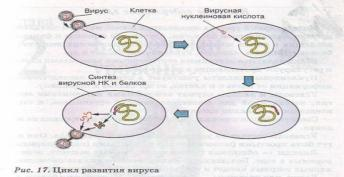 Вирус
Клетка
Вирусная
нуклеиновая кислота
Синтез
вирусной НК и белков
Рис. 17. Цикл развития вируса